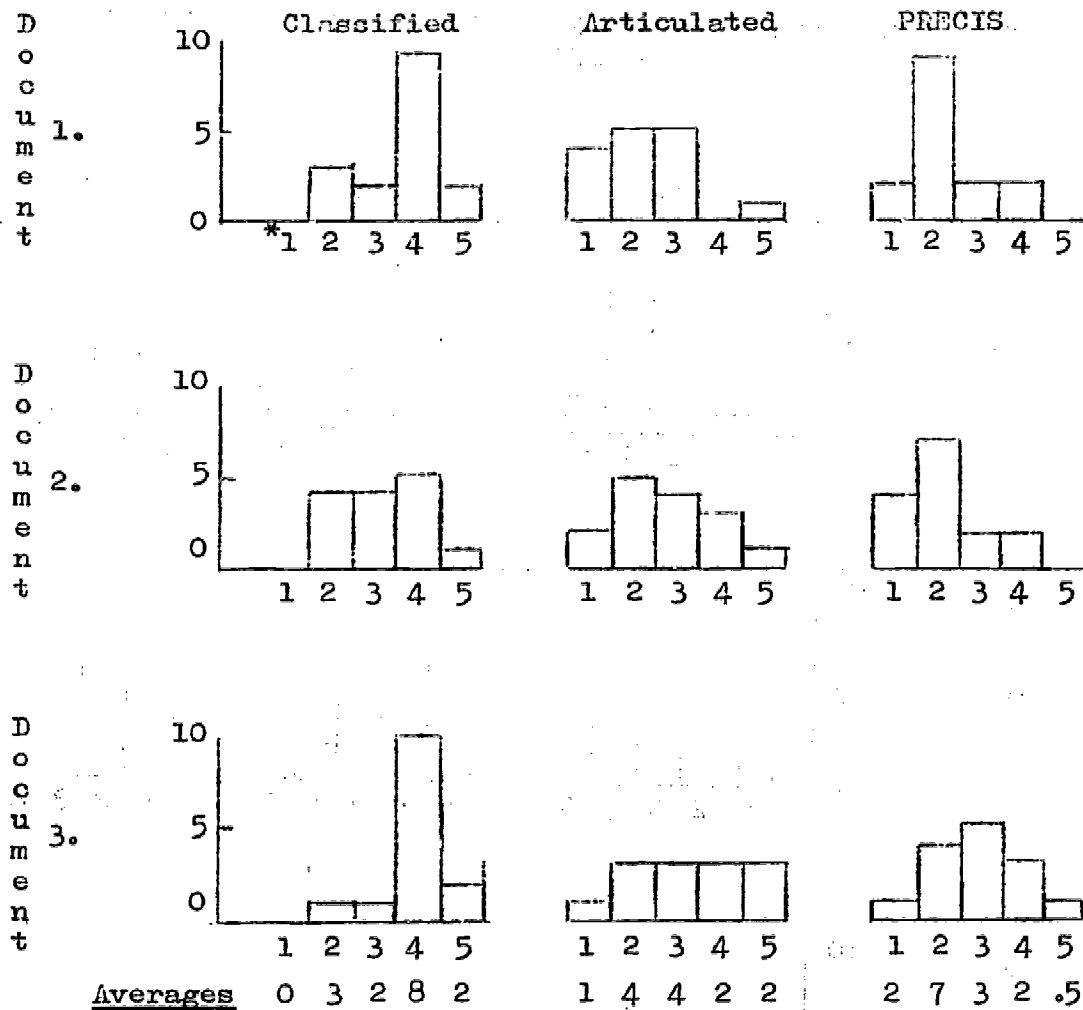 Classified Articulated PRECIS
Document 1.
10
5
0
*1 2 3 4 5 1 2 3 4 5 1 2 3 4 5
Document 2.
10
5
0
1 2 3 4 5 1 2 3 4 5 1 2 3 4 5
Document 3.
10
5
0
1 2 3 4 5 1 2 3 4 5 1 2 3 4 5
Averages 0 3 2 8 2 1 4 4 2 2 2 7 3 2 .5